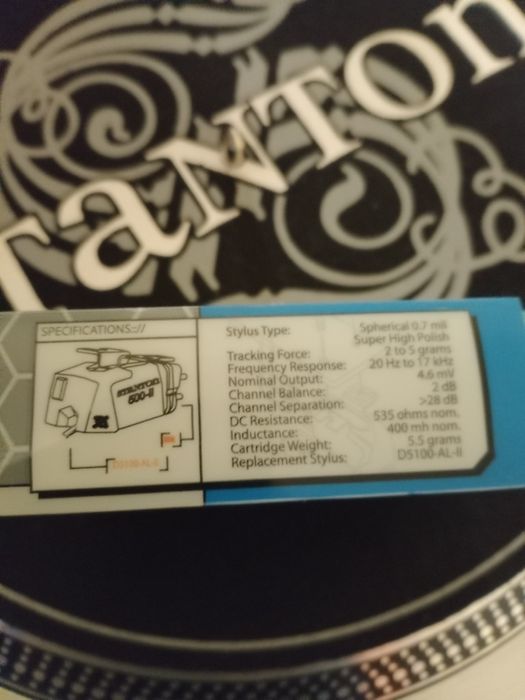 STANTON
SPECIFICATIONS:://
STANTON
500-II
D5100-AL-II
Stylus Type: Spherical 0.7 mil
Super High Polish
Tracking Force: 2 to 5 grams
Frequency Response: 20 Hz to 17 kHz
Nominal Output: 4.6 mV
Channel Balance: 2 dB
Channel Separation: >28 dB
DC Resistance: 535 ohms nom.
Inductance: 400 mh nom.
Cartridge Weight: 5.5 grams
Replacement Stylus: D5100-AL-II